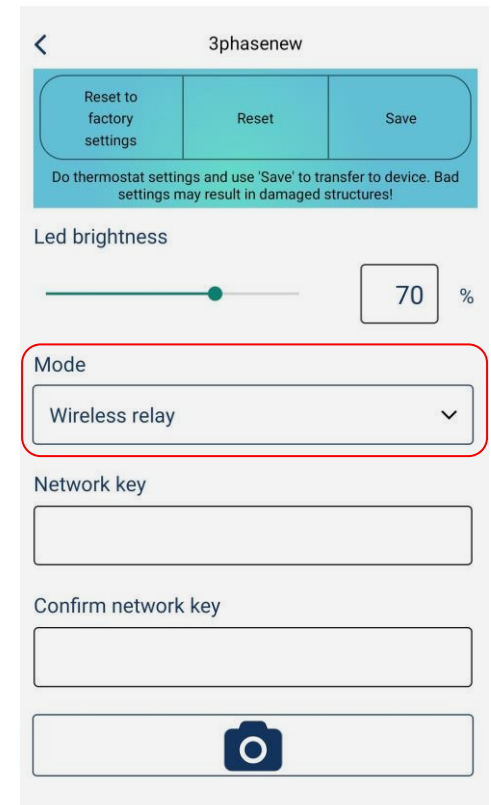 3phasenew
Reset to
factory
settings
Reset
Save
Do thermostat settings and use 'Save' to transfer to device. Bad
settings may result in damaged structures!
Led brightness
70 %
Mode
Wireless relay
Network key
Confirm network key